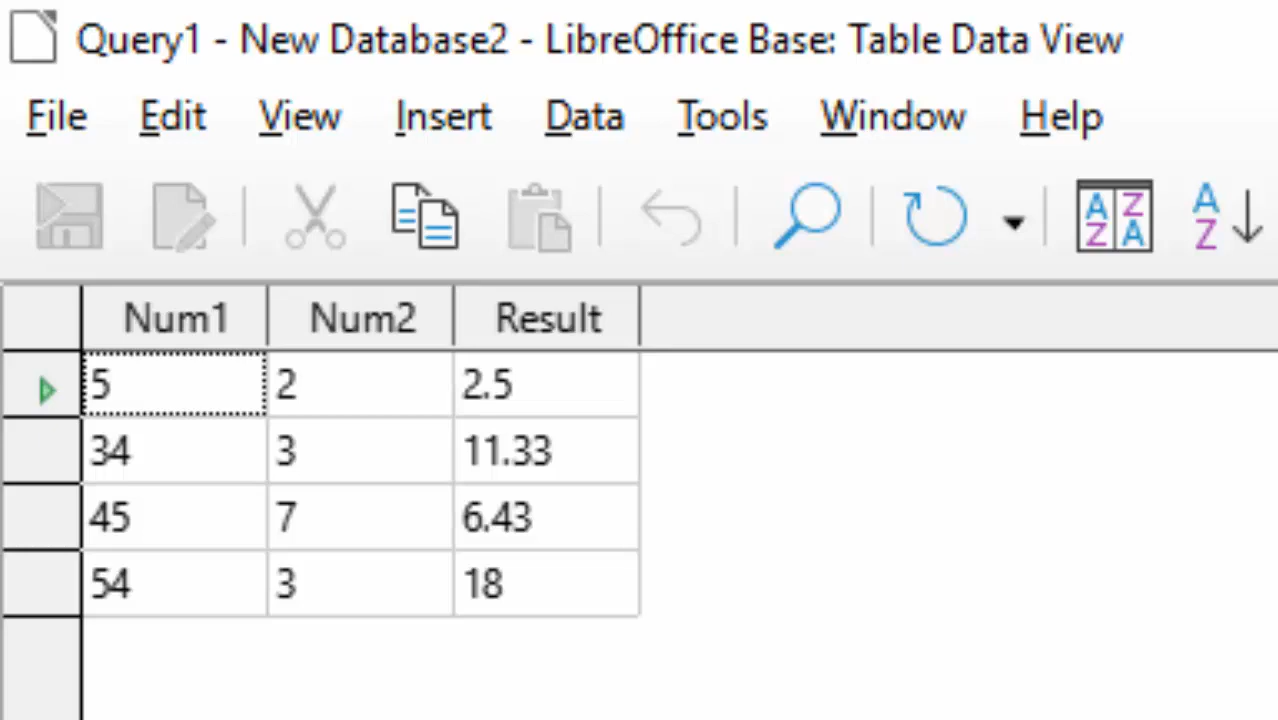 Query1 - New Database2 - LibreOffice Base: Table Data View
File Edit View Insert Data Tools Window Help
A Z Z A A Z
Num1 Num2 Result
5 2 2.5
34 3 11.33
45 7 6.43
54 3 18